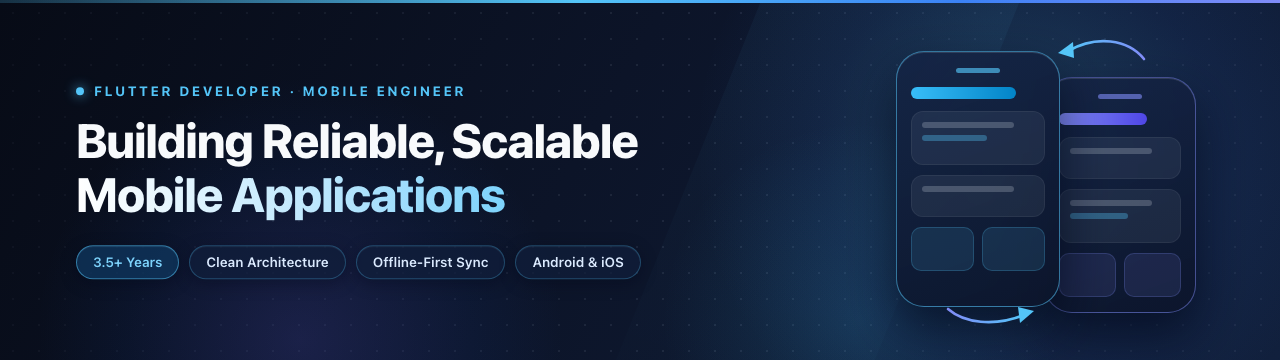 FLUTTER DEVELOPER · MOBILE ENGINEER
Building Reliable, Scalable
Mobile Applications
3.5+ Years
Clean Architecture
Offline-First Sync
Android & iOS